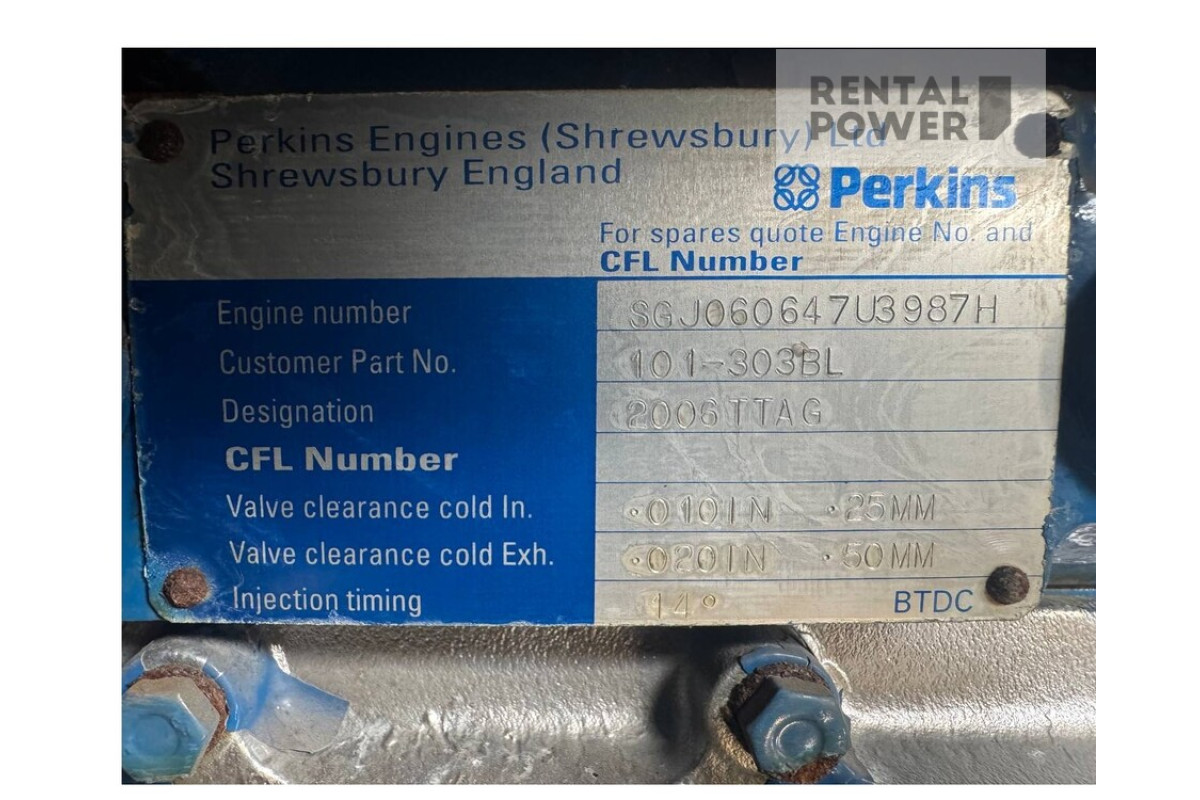 RENTAL
POWER
Perkins Engines (Shrewsbury) Ltd
Shrewsbury England
Perkins
For spares quote Engine No. and
CFL Number
Engine number SGJ060647U3987H
Customer Part No. 101-303BL
Designation 2006TTAG
CFL Number
Valve clearance cold In. .010IN .25MM
Valve clearance cold Exh. .020IN .50MM
Injection timing 14° BTDC